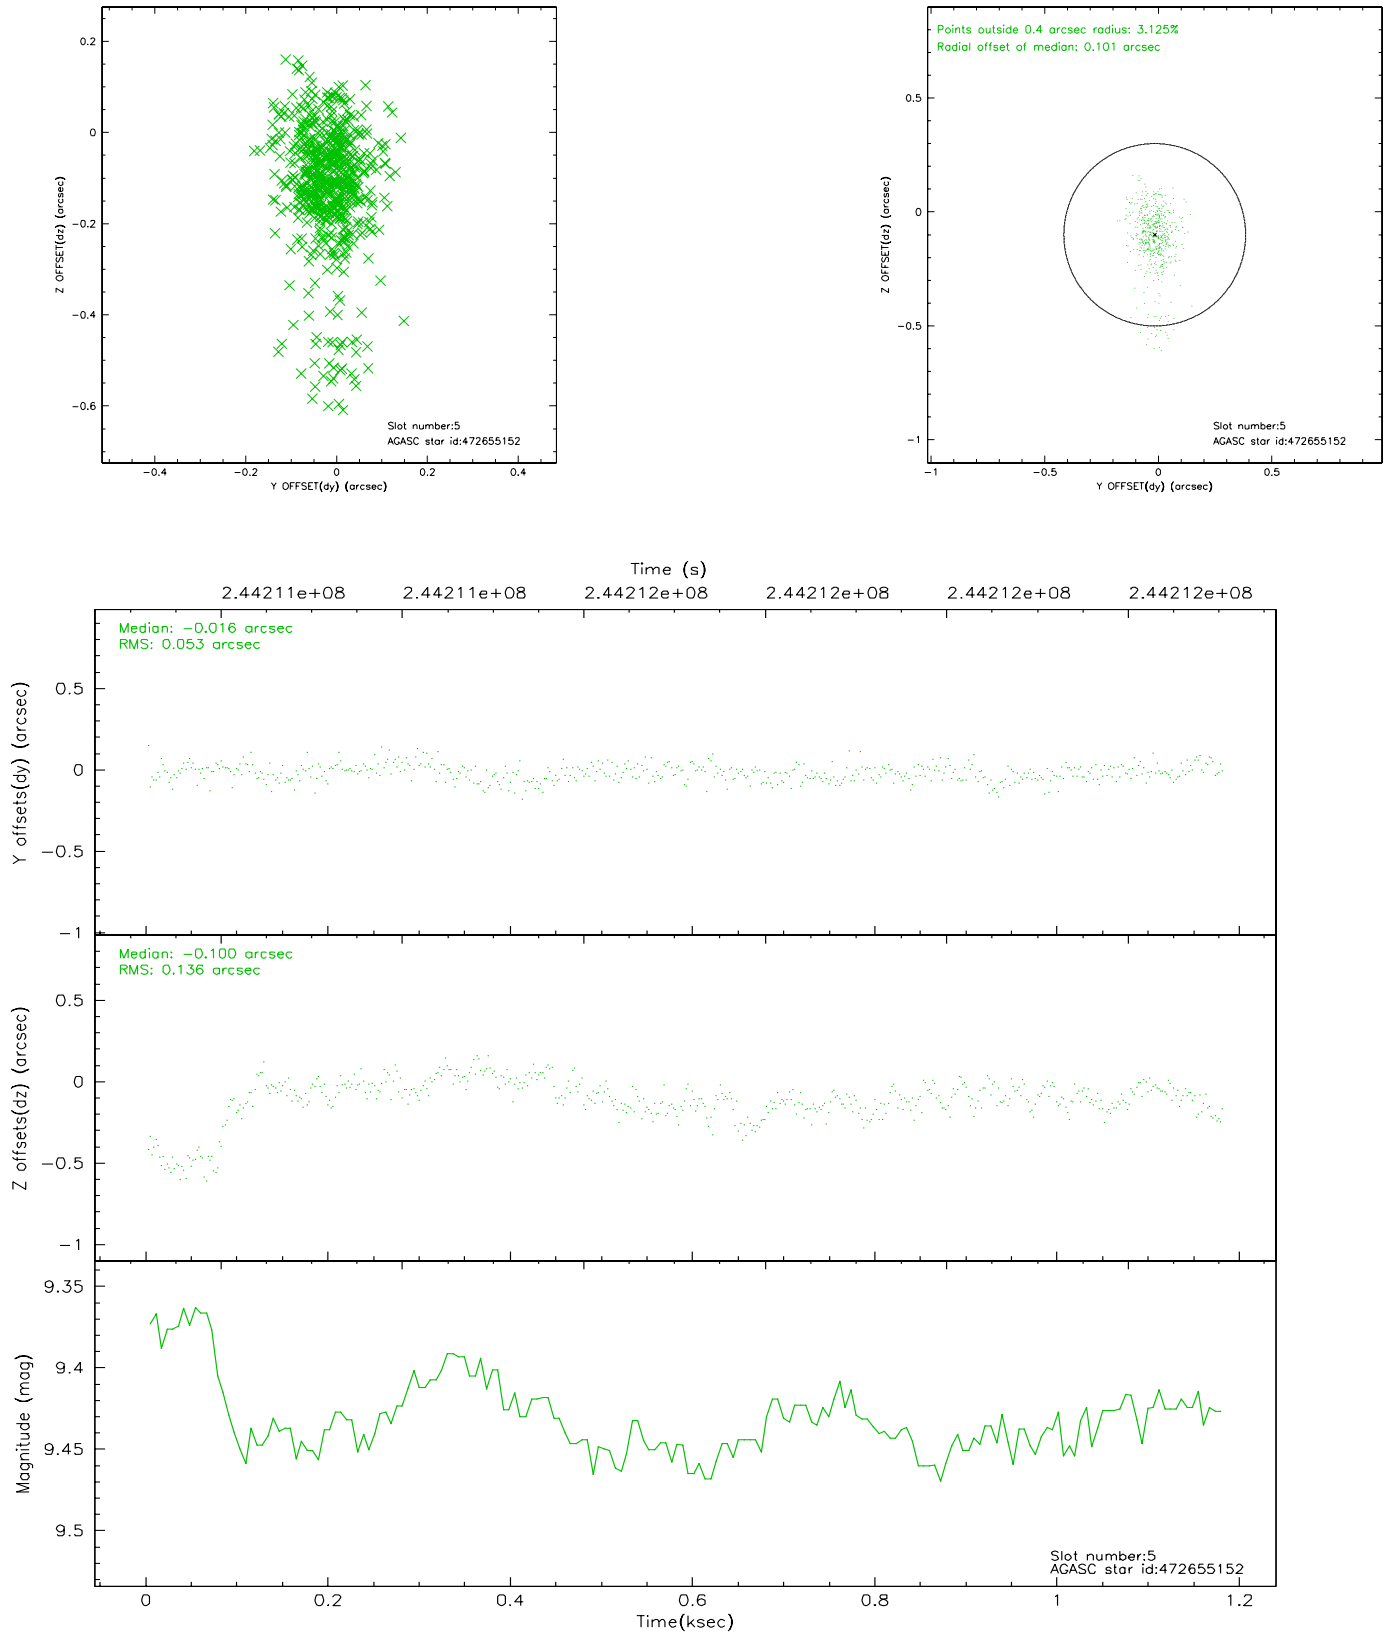 0.2
0
−0.2
−0.4
−0.6
Z OFFSET(dz) (arcsec)
Slot number:5
AGASC star id:472655152
−0.4
−0.2
0
0.2
0.4
Y OFFSET(dy) (arcsec)
Points outside 0.4 arcsec radius: 3.125%
Radial offset of median: 0.101 arcsec
0.5
0
−0.5
−1
Z OFFSET(dz) (arcsec)
Slot number:5
AGASC star id:472655152
−1
−0.5
0
0.5
Y OFFSET(dy) (arcsec)
Time (s)
2.44211e+08
2.44211e+08
2.44212e+08
2.44212e+08
2.44212e+08
2.44212e+08
Median: −0.016 arcsec
RMS: 0.053 arcsec
0.5
0
−0.5
−1
Y offsets(dy) (arcsec)
Median: −0.100 arcsec
RMS: 0.136 arcsec
0.5
0
−0.5
−1
Z offsets(dz) (arcsec)
9.35
9.4
9.45
9.5
Magnitude (mag)
Slot number:5
AGASC star id:472655152
0
0.2
0.4
0.6
0.8
1
1.2
Time(ksec)